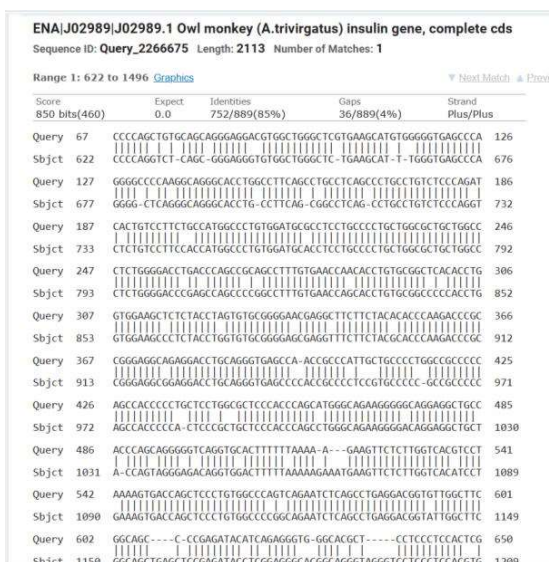 ENA|J02989|J02989.1 Owl monkey (A.trivirgatus) insulin gene, complete cds
Sequence ID: Query_2266675 Length: 2113 Number of Matches: 1
Range 1: 622 to 1496 Graphics ▼ Next Match ▲ Previ
Score Expect Identities Gaps Strand
850 bits(460) 0.0 752/889(85%) 36/889(4%) Plus/Plus
Query 67 CCCCAGCTGTGCAGCAGGGAGGACGTGGCTGGGCTCGTGAAGCATGTGGGGGTGAGCCCA 126
Sbjct 622 CCCCAGGTCT-CAGC-GGGAGGGTGTGGCTGGGCTC-TGAAGCAT-T-TGGGTGAGCCCA 676
Query 127 GGGGCCCCAAGGCAGGGCACCTGGCCTTCAGCCTGCCTCAGCCCTGCCTGTCTCCCAGAT 186
Sbjct 677 GGGG-CTCAGGGCAGGGCACCTG-CCTTCAG-CGGCCTCAG-CCTGCCTGTCTCCCAGGT 732
Query 187 CACTGTCCTTCTGCCATGGCCCTGTGGATGCGCCTCCTGCCCCTGCTGGCGCTGCTGGCC 246
Sbjct 733 CTCTGTCCTTCCACCATGGCCCTGTGGATGCACCTCCTGCCCCTGCTGGCGCTGCTGGCC 792
Query 247 CTCTGGGGACCTGACCCAGCCGCAGCCTTTGTGAACCAACACCTGTGCGGCTCACACCTG 306
Sbjct 793 CTCTGGGGACCCGAGCCAGCCCCGGCCTTTGTGAACCAGCACCTGTGCGGCCCCCACCTG 852
Query 307 GTGGAAGCTCTCTACCTAGTGTGCGGGGAACGAGGCTTCTTCTACACACCCAAGACCCGC 366
Sbjct 853 GTGGAAGCCCTCTACCTGGTGTGCGGGGAGCGAGGTTTCTTCTACGCACCCAAGACCCGC 912
Query 367 CGGGAGGCAGAGGACCTGCAGGGTGAGCCA-ACCGCCCATTGCTGCCCCTGGCCGCCCCC 425
Sbjct 913 CGGGAGGCGGAGGACCTGCAGGGTGAGCCCCACCGCCCCTCCGTGCCCCC-GCCGCCCCC 971
Query 426 AGCCACCCCCTGCTCCTGGCGCTCCCACCCAGCATGGGCAGAAGGGGGCAGGAGGCTGCC 485
Sbjct 972 AGCCACCCCCA-CTCCCGCTGCTCCCACCCAGCCTGGGCAGAAGGGGACAGGAGGCTGCT 1030
Query 486 ACCCAGCAGGGGGTCAGGTGCACTTTTTTAAAA-A---GAAGTTCTCTTGGTCACGTCCT 541
Sbjct 1031 A-CCAGTAGGGAGACAGGTGGACTTTTTAAAAAGAAATGAAGTTCTCTTGGTCACATCCT 1089
Query 542 AAAAGTGACCAGCTCCCTGTGGCCCAGTCAGAATCTCAGCCTGAGGACGGTGTTGGCTTC 601
Sbjct 1090 GAAAGTGACCAGCTCCCTGTGGCCCCGGCAGAATCTCAGCCTGAGGACGGTATTGGCTTC 1149
Query 602 GGCAGC----C-CCGAGATACATCAGAGGGTG-GGCACGCT-----CCTCCCTCCACTCG 650
Sbjct 1150 GGCAGCTGAGCTCCGAGATACCTCGGAGGGCACGGCAGGTAGGGTCCCTCCCTCCACGTG 1209